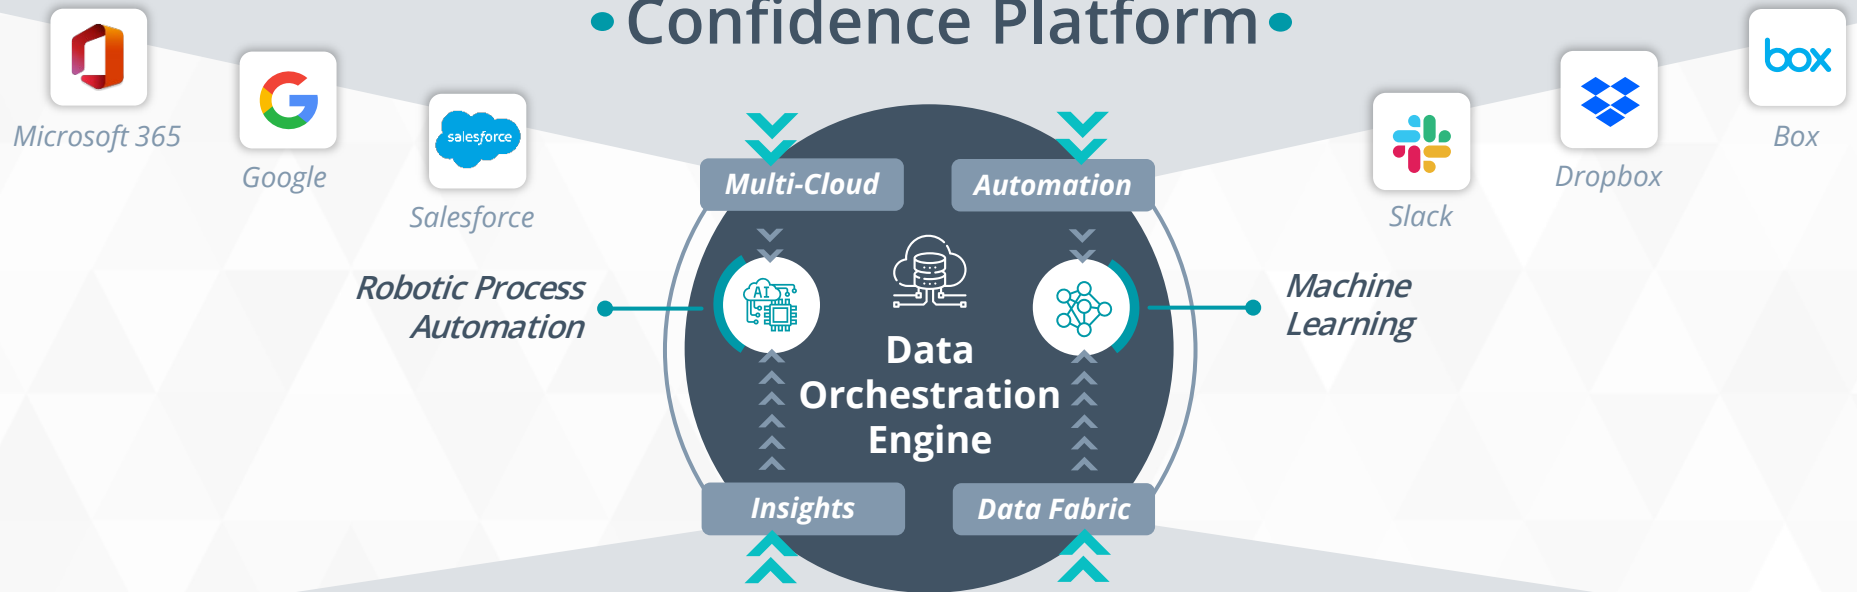 Confidence Platform
box
salesforce
Microsoft 365
Google
Salesforce
Slack
Dropbox
Box
Multi-Cloud
Automation
Robotic Process
Automation
AI
Machine
Learning
Data
Orchestration
Engine
Insights
Data Fabric